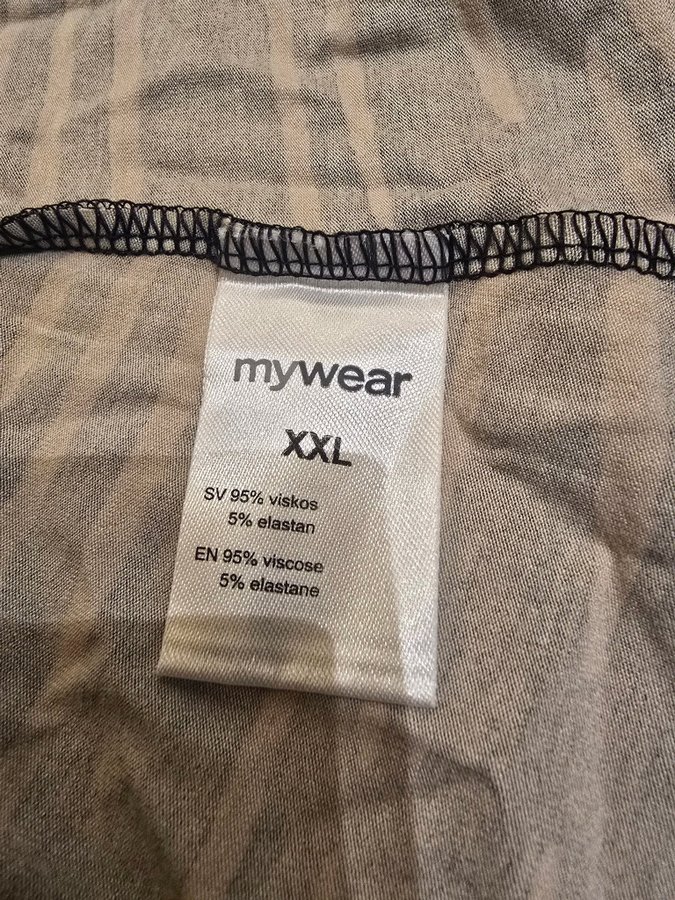 mywear
XXL
SV 95% viskos
5% elastan
EN 95% viscose
5% elastane